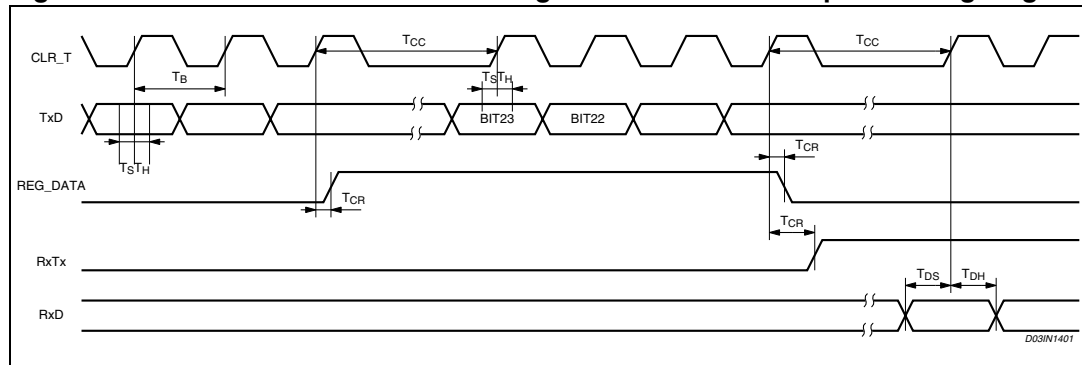 CLR_T
TCC
TCC
TB
TSTH
TxD
BIT23
BIT22
TSTH
TCR
REG_DATA
TCR
TCR
RxTx
TDS
TDH
RxD
D03IN1401